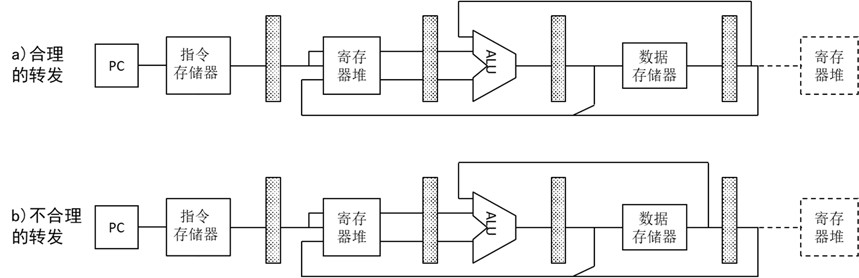 a)合理
的转发
PC
指令
存储器
寄存
器堆
ALU
数据
存储器
寄存
器堆
b)不合理
的转发
PC
指令
存储器
寄存
器堆
ALU
数据
存储器
寄存
器堆